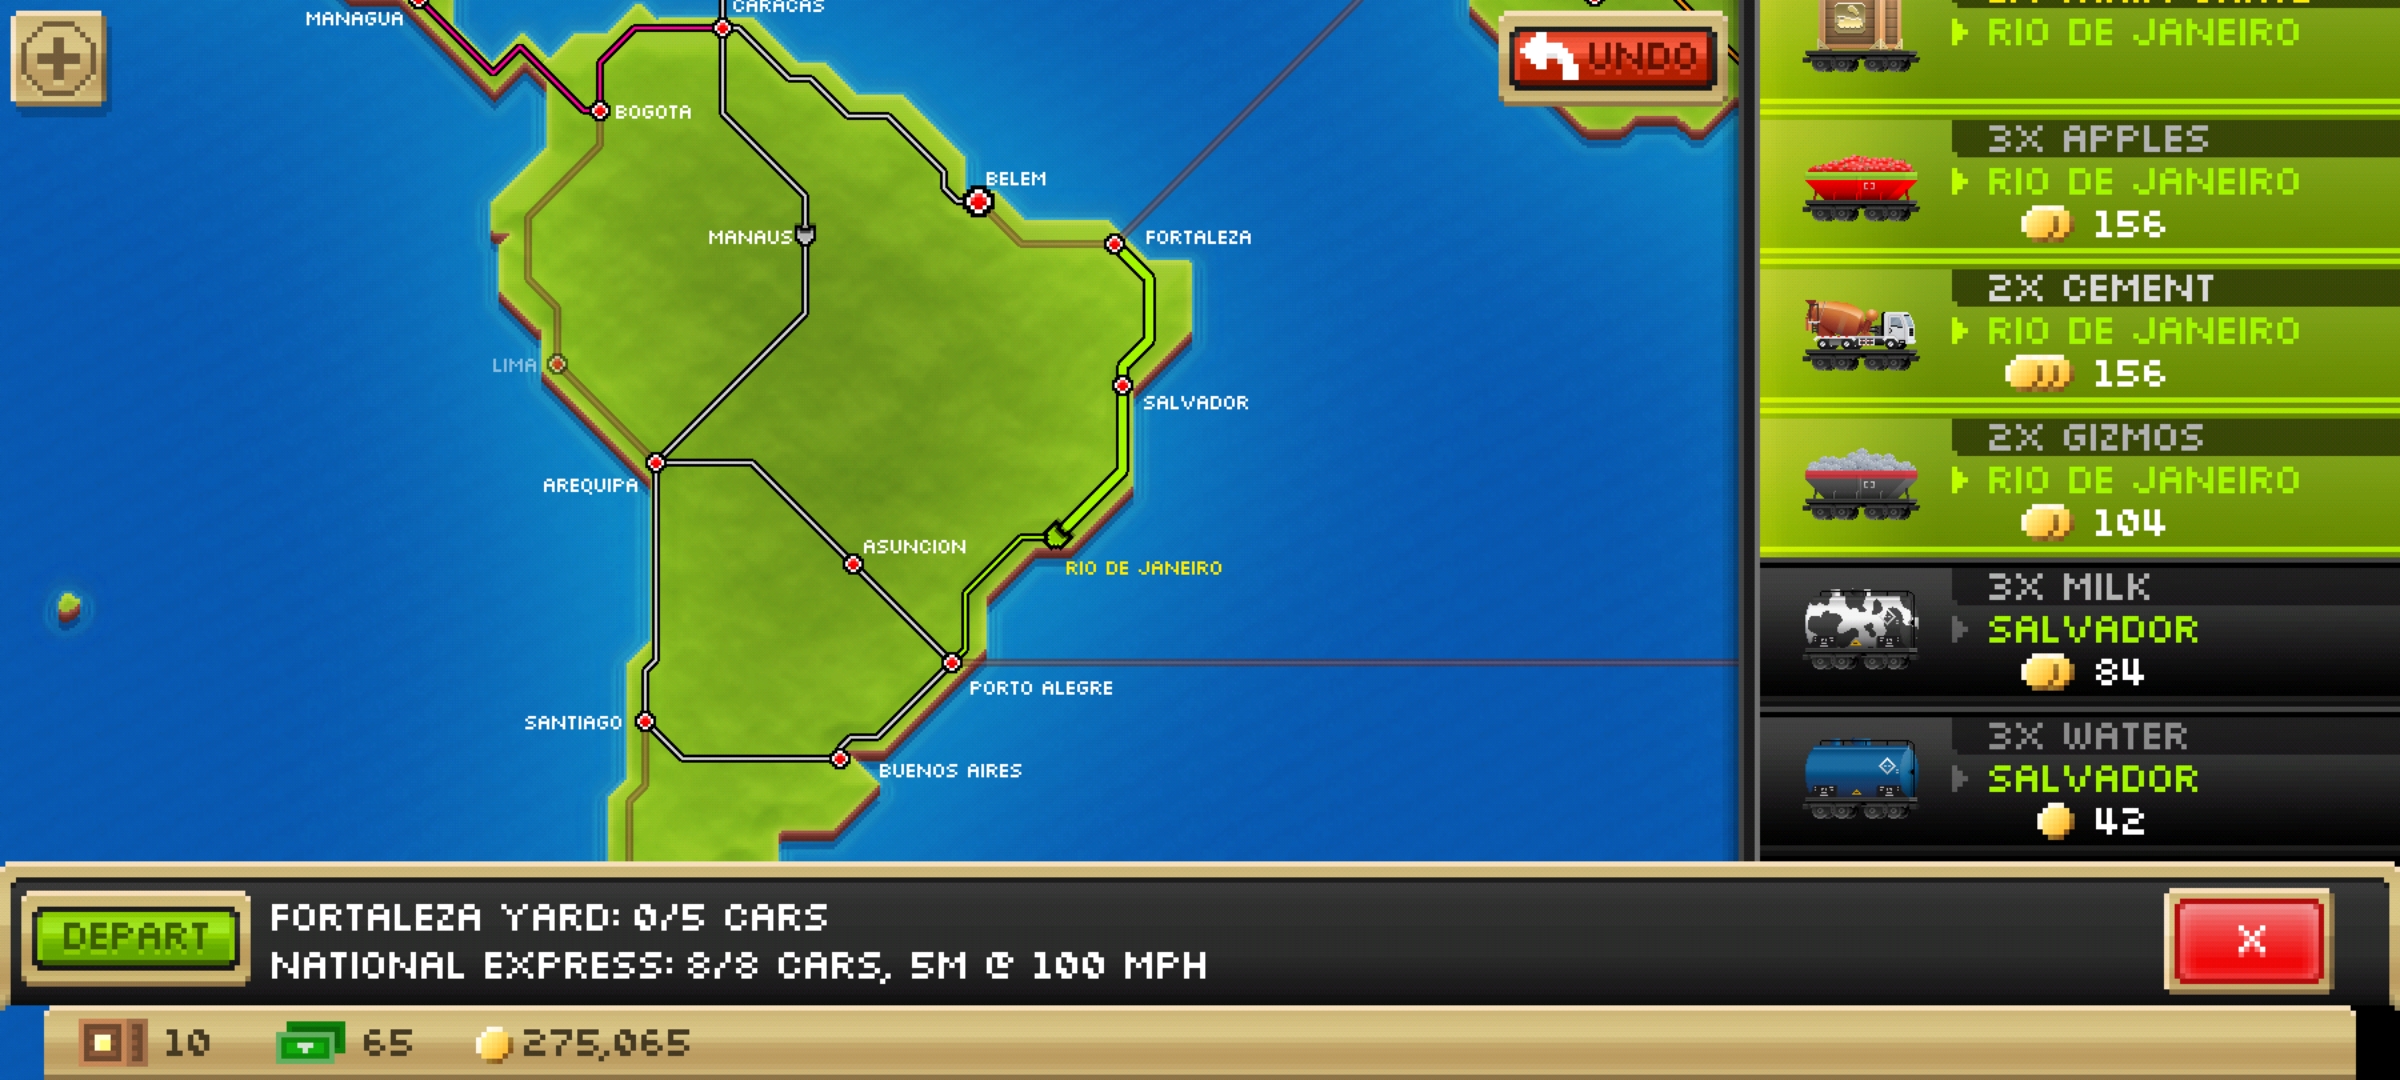 MANAGUA
CARACAS
BOGOTA
BELEM
MANAUS
FORTALEZA
LIMA
SALVADOR
AREQUIPA
ASUNCION
RIO DE JANEIRO
PORTO ALEGRE
SANTIAGO
BUENOS AIRES
UNDO
RIO DE JANEIRO
3X APPLES
RIO DE JANEIRO
156
2X CEMENT
RIO DE JANEIRO
156
2X GIZMOS
RIO DE JANEIRO
104
3X MILK
SALVADOR
84
3X WATER
SALVADOR
42
DEPART
FORTALEZA YARD: 0/5 CARS
NATIONAL EXPRESS: 8/8 CARS, 5M @ 100 MPH
X
10
65
275,065